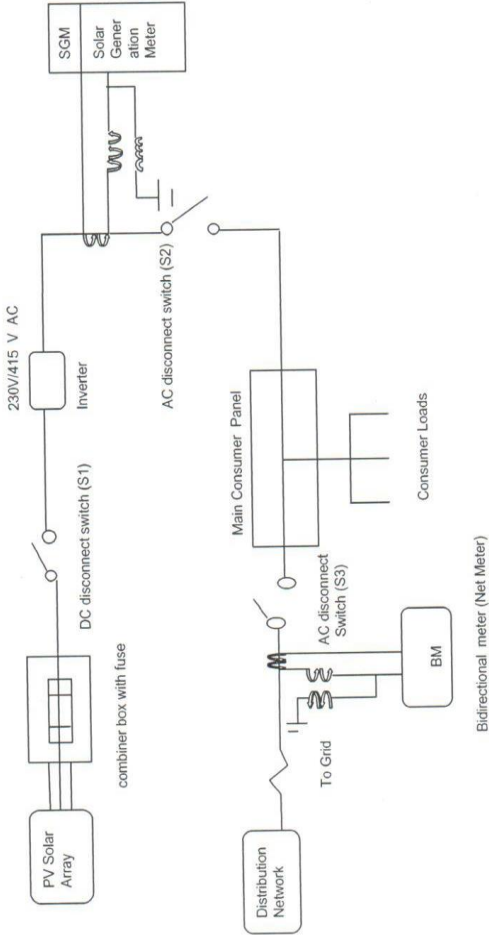 PV Solar
Array
combiner box with fuse
DC disconnect switch (S1)
230V/415 V AC
Inverter
SGM
Solar
Gener
ation
Meter
AC disconnect switch (S2)
Distribution
Network
To Grid
AC disconnect
Switch (S3)
Main Consumer Panel
Consumer Loads
BM
Bidirectional meter (Net Meter)